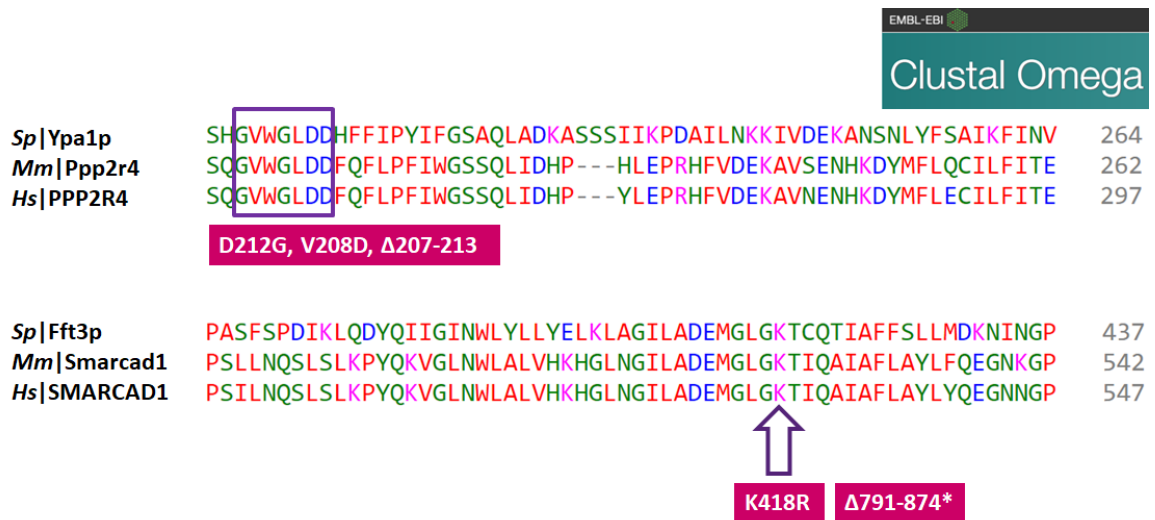 EMBL-EBI
Clustal Omega
Sp|Ypa1p SHGVWGLDDHFFIPYIFGSAQLADKASSSIIKPDAILNKKIVDEKANSNLYFSAIKFINV 264
Mm|Ppp2r4 SQGVWGLDDFQFLPFIWGSSQLIDHP---HLEPRHFVDEKAVSENHKDYMFLQCILFITE 262
Hs|PPP2R4 SQGVWGLDDFQFLPFIWGSSQLIDHP---YLEPRHFVDEKAVNENHKDYMFLECILFITE 297
D212G, V208D, Δ207-213
Sp|Fft3p PASFSPDIKLQDYQIIGINWLYLLYELKLAGILADEMGLGKTCQTIAFFSLLMDKNINGP 437
Mm|Smarcad1 PSLLNQSLSLKPYQKVGLNWLALVHKHGLNGILADEMGLGKTIQAIAFLAYLFQEGNKGP 542
Hs|SMARCAD1 PSILNQSLSLKPYQKVGLNWLALVHKHGLNGILADEMGLGKTIQAIAFLAYLYQEGNNGP 547
K418R Δ791-874*